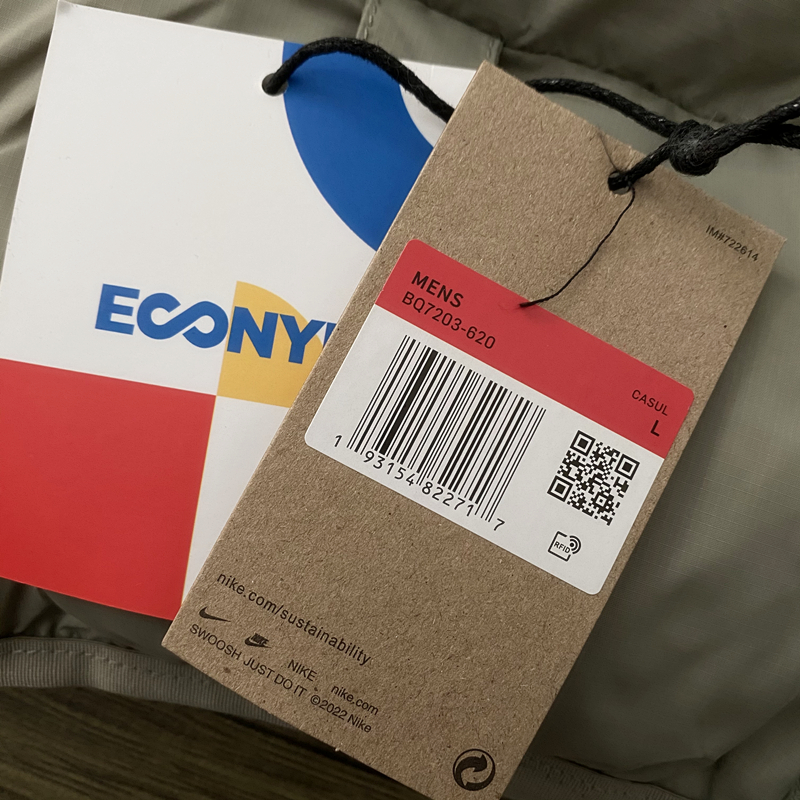 ECONY
IM#722614
MENS
BQ7203-620
CASUL
L
1 93154 82271 7
RFID
nike.com/sustainability
SWOOSH JUST DO IT NIKE. nike.com
©2022 Nike